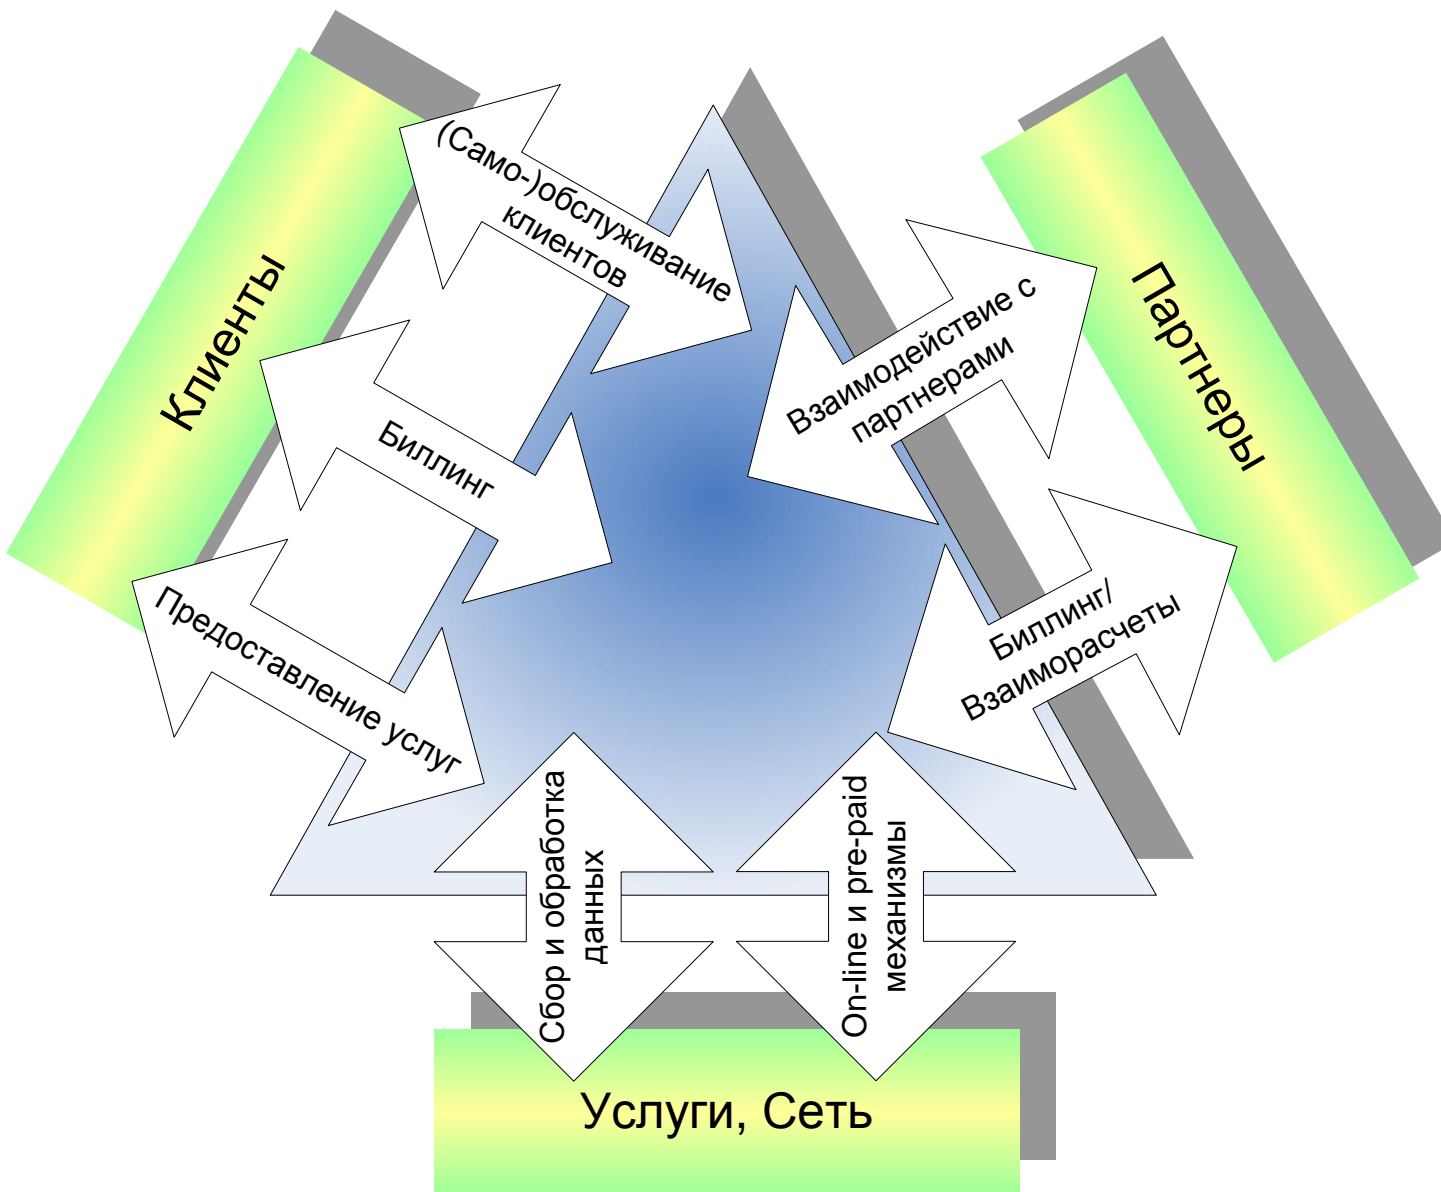 Клиенты
(Само-)обслуживание
клиентов
Биллинг
Предоставление услуг
Партнеры
Взаимодействие с
партнерами
Биллинг/
Взаиморасчеты
Сбор и обработка
данных
On-line и pre-paid
механизмы
Услуги, Сеть